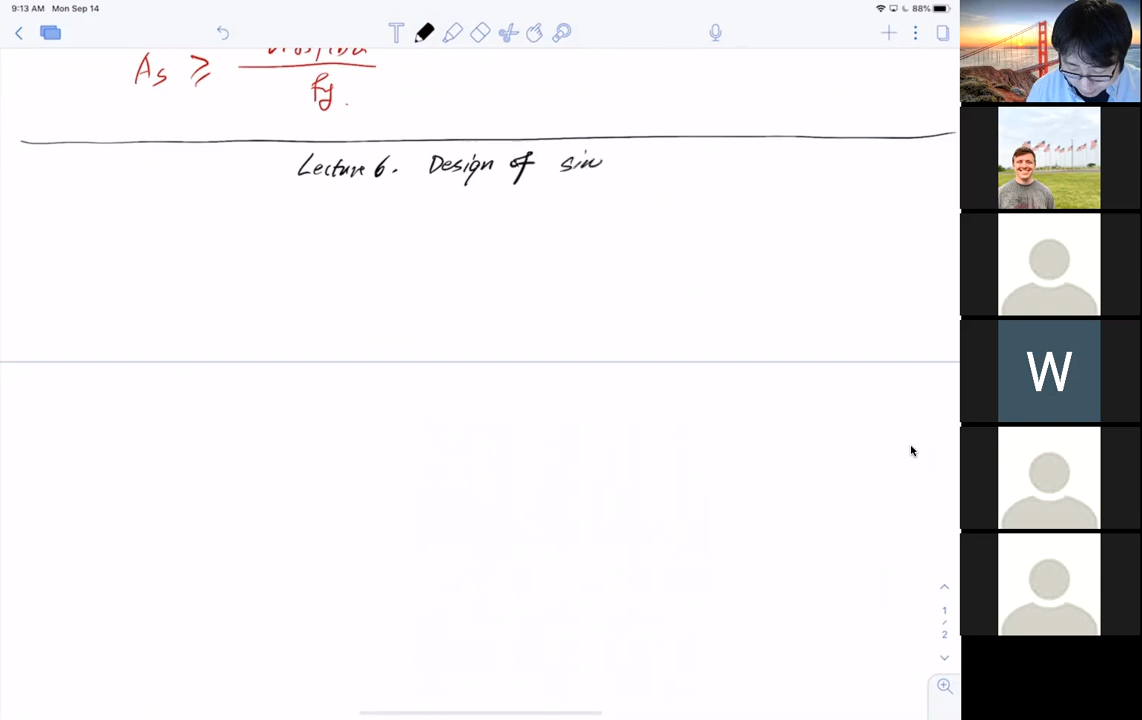 9:13 AM Mon Sep 14
88%
As ≥
fy.
Lecture 6. Design of sin
W
1
2